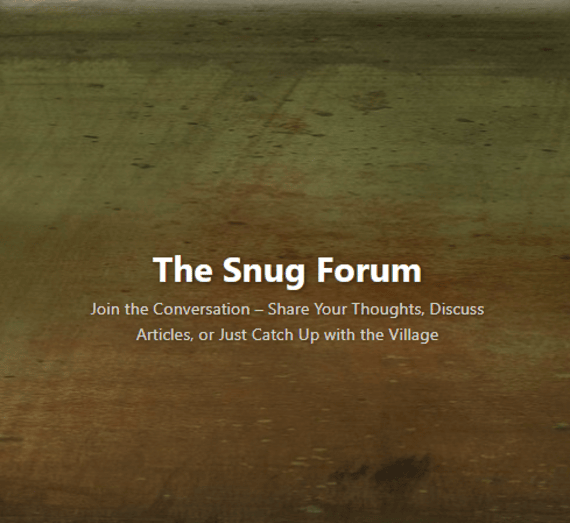 The Snug Forum
Join the Conversation – Share Your Thoughts, Discuss
Articles, or Just Catch Up with the Village